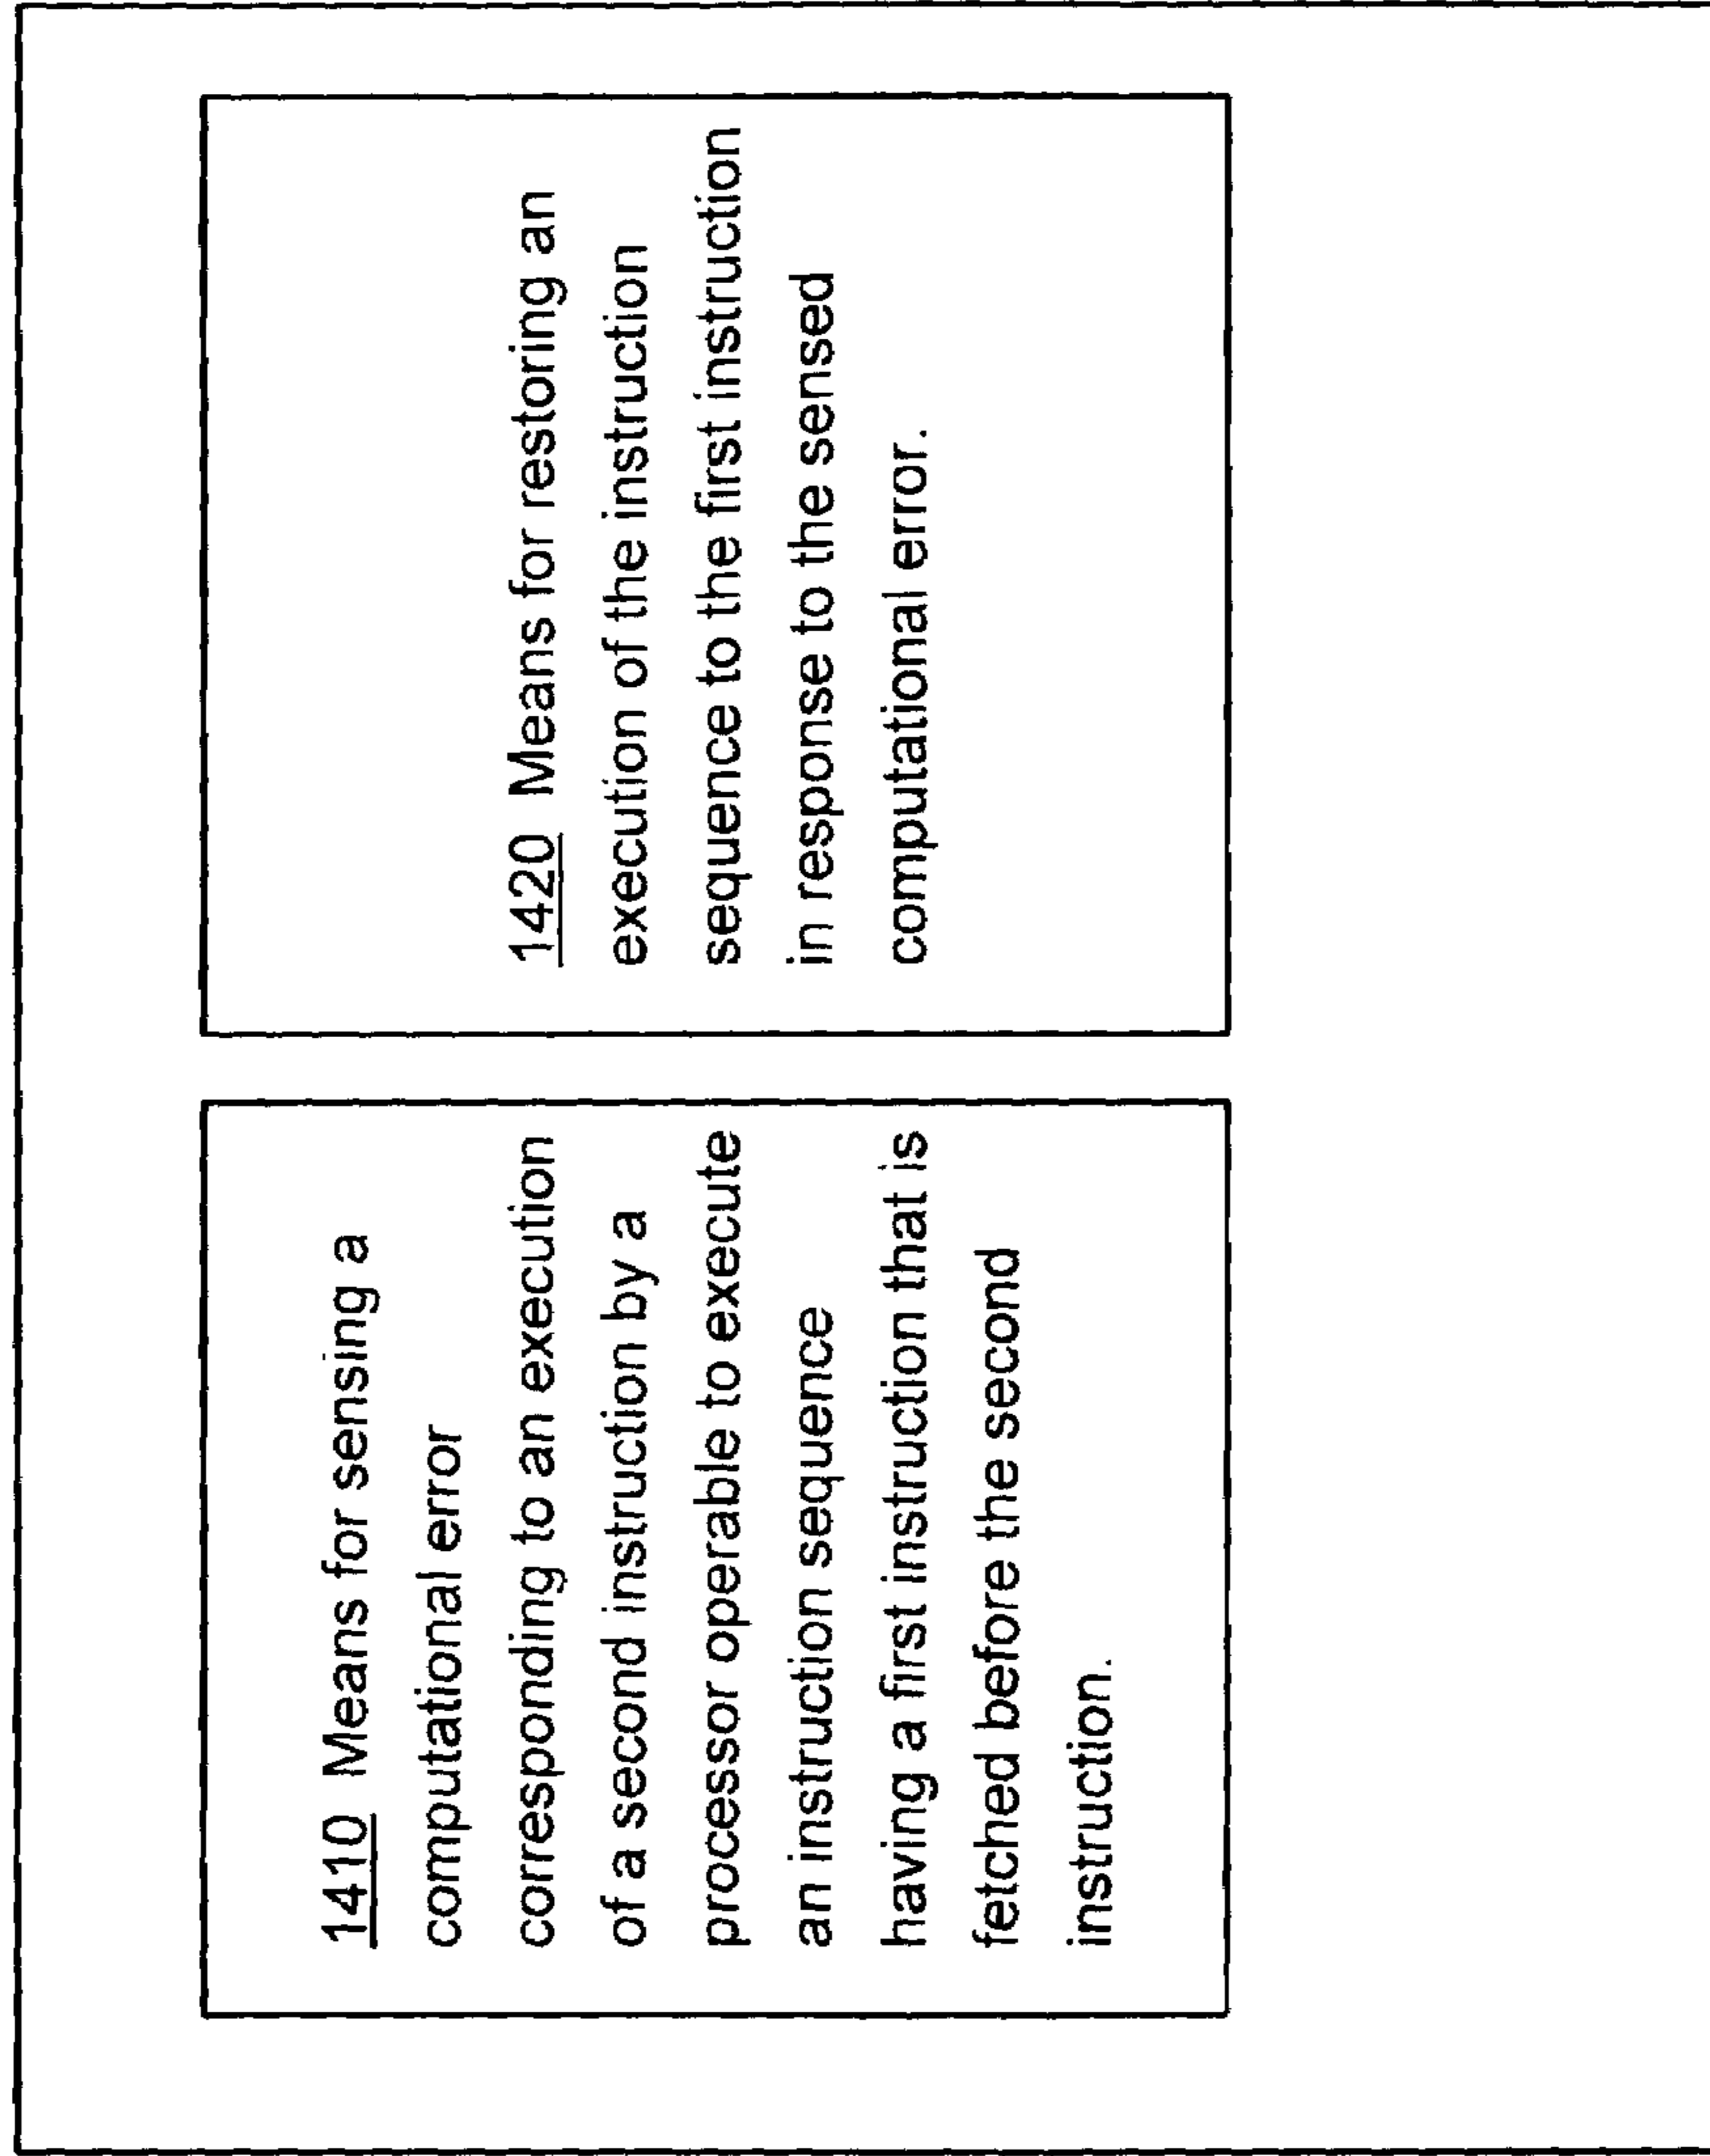 1410 Means for sensing a
computational error
corresponding to an execution
of a second instruction by a
processor operable to execute
an instruction sequence
having a first instruction that is
fetched before the second
instruction.
1420 Means for restoring an
execution of the instruction
sequence to the first instruction
in response to the sensed
computational error.